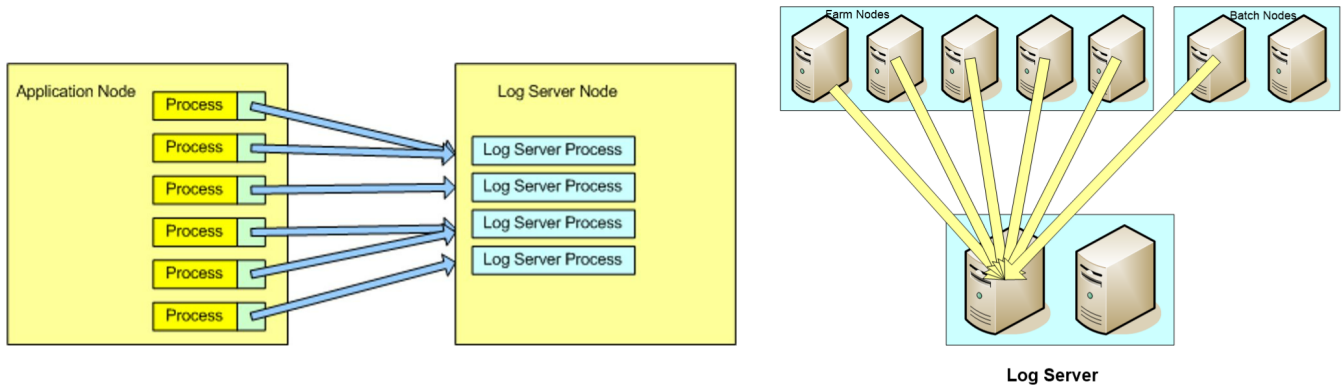 Application Node
Process
Process
Process
Process
Process
Process
Log Server Node
Log Server Process
Log Server Process
Log Server Process
Log Server Process
Farm Nodes
Batch Nodes
Log Server